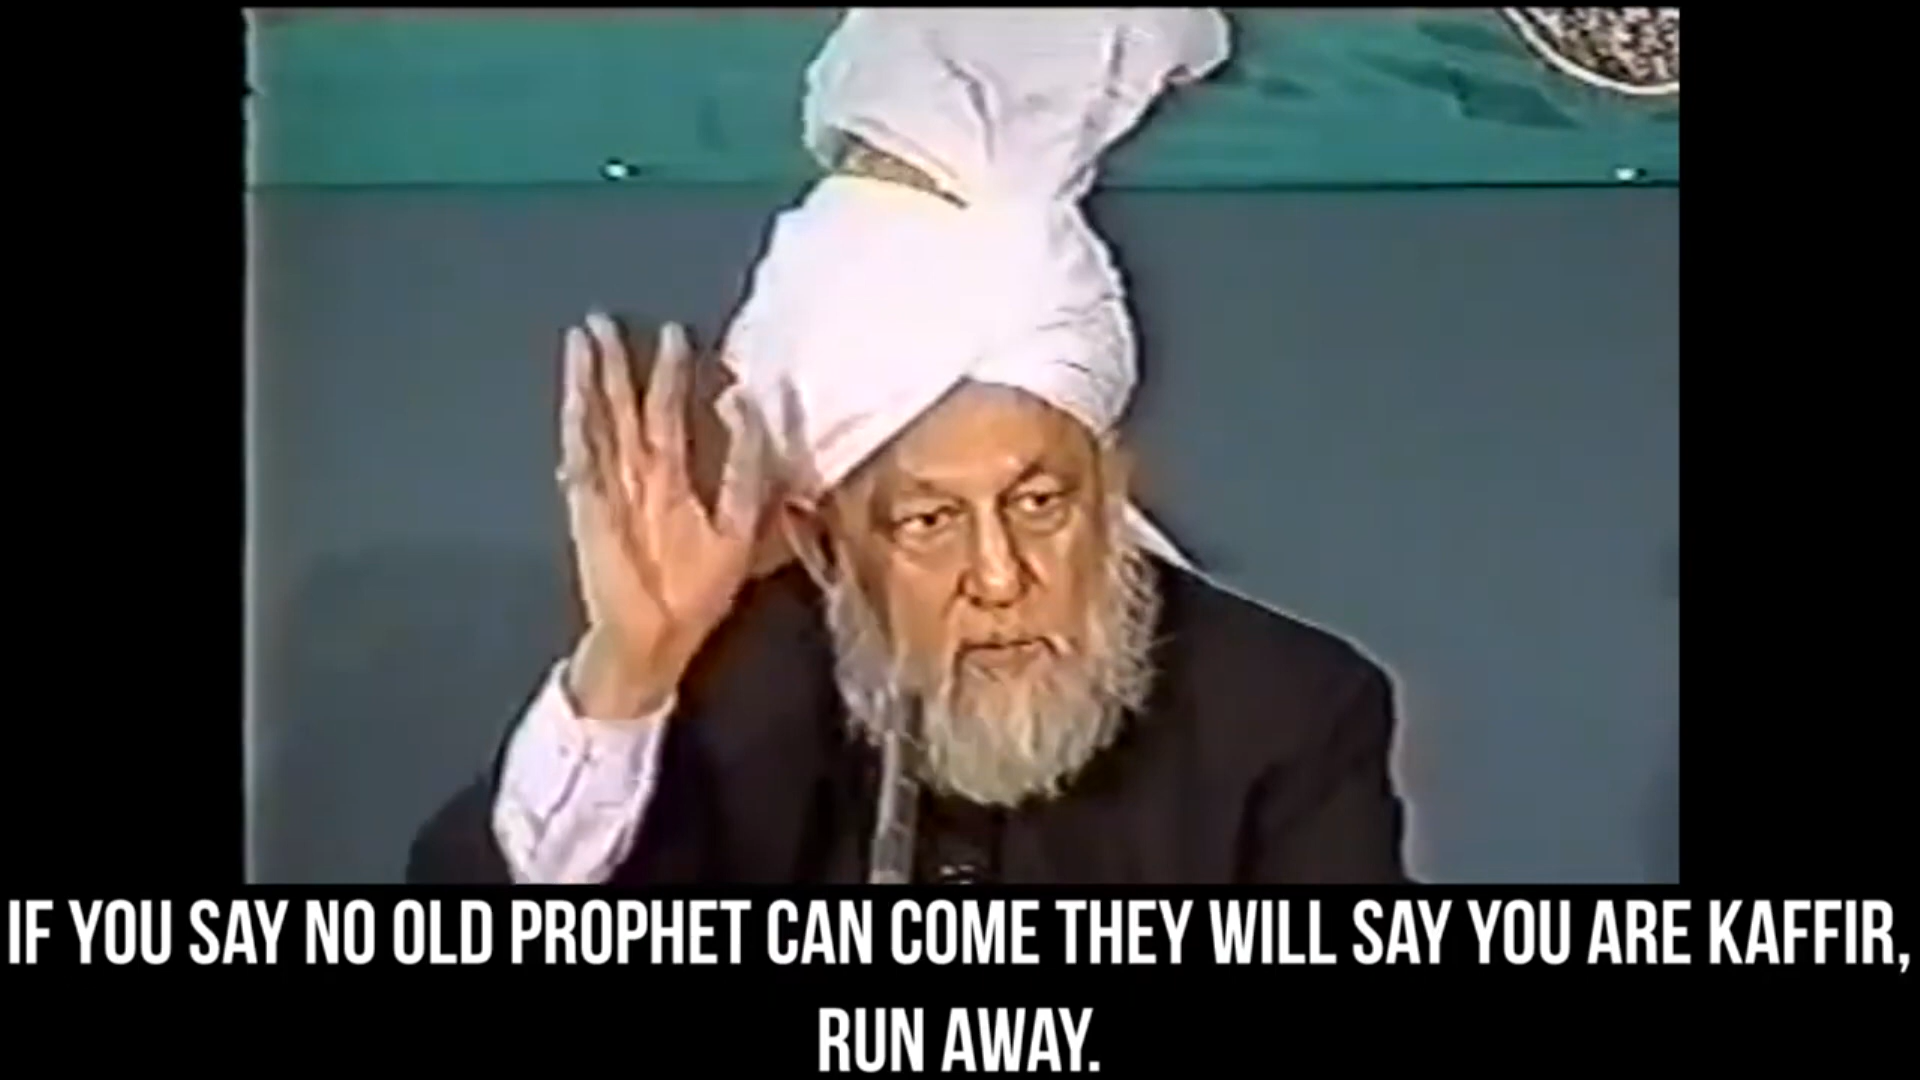 IF YOU SAY NO OLD PROPHET CAN COME THEY WILL SAY YOU ARE KAFFIR,
RUN AWAY.